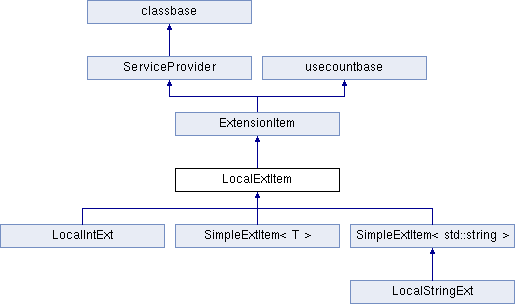 classbase
ServiceProvider
usecountbase
ExtensionItem
LocalExtItem
LocalIntExt
SimpleExtItem< T >
SimpleExtItem< std::string >
LocalStringExt